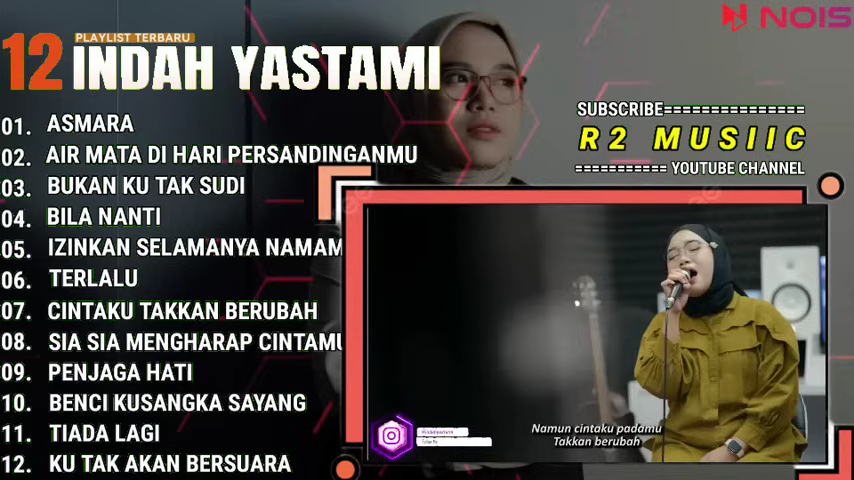 NOIS
PLAYLIST TERBARU
12 INDAH YASTAMI
SUBSCRIBE===============
R2 MUSIIC
=========== YOUTUBE CHANNEL
01. ASMARA
02. AIR MATA DI HARI PERSANDINGANMU
03. BUKAN KU TAK SUDI
04. BILA NANTI
05. IZINKAN SELAMANYA NAMAM
06. TERLALU
07. CINTAKU TAKKAN BERUBAH
08. SIA SIA MENGHARAP CINTAMU
09. PENJAGA HATI
10. BENCI KUSANGKA SAYANG
11. TIADA LAGI
12. KU TAK AKAN BERSUARA
Namun cintaku padamu
Takkan berubah